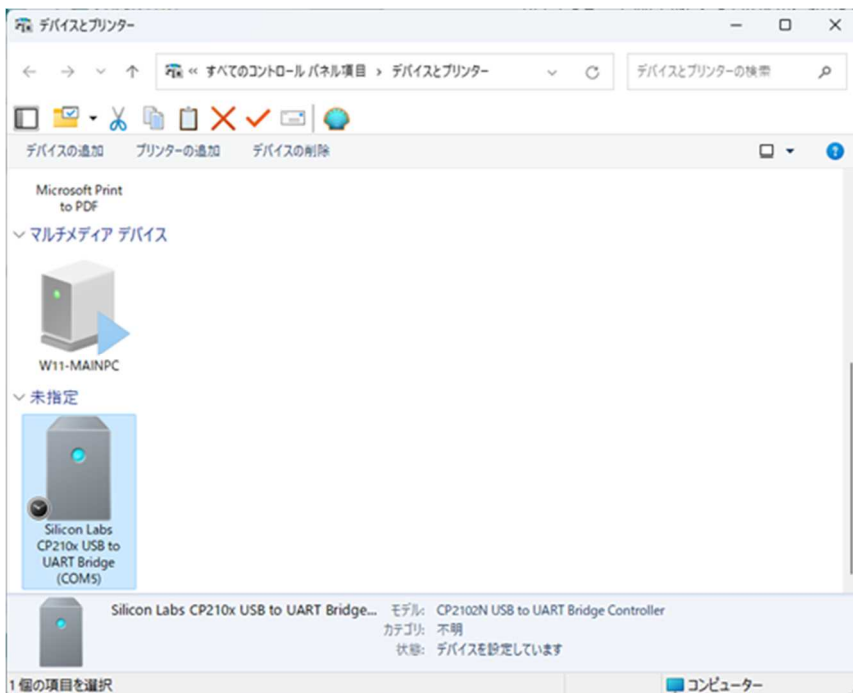 デバイスとプリンター
« すべてのコントロール パネル項目 › デバイスとプリンター
デバイスとプリンターの検索
デバイスの追加 プリンターの追加 デバイスの削除
Microsoft Print
to PDF
マルチメディア デバイス
W11-MAINPC
未指定
Silicon Labs
CP210x USB to
UART Bridge
(COM5)
Silicon Labs CP210x USB to UART Bridge... モデル: CP2102N USB to UART Bridge Controller
カテゴリ: 不明
状態: デバイスを設定しています
1 個の項目を選択 コンピューター